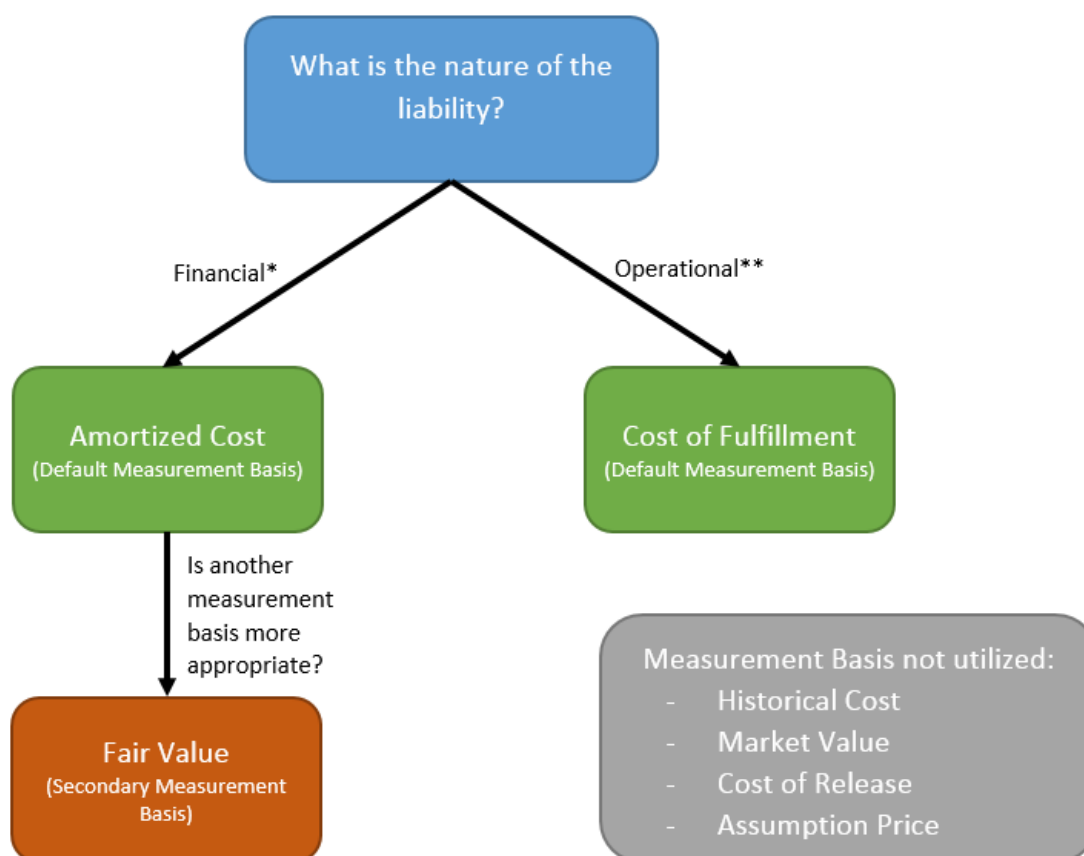 What is the nature of the
liability?
Financial*
Operational**
Amortized Cost
(Default Measurement Basis)
Cost of Fulfillment
(Default Measurement Basis)
Is another
measurement
basis more
appropriate?
Fair Value
(Secondary Measurement
Basis)
Measurement Basis not utilized:
- Historical Cost
- Market Value
- Cost of Release
- Assumption Price